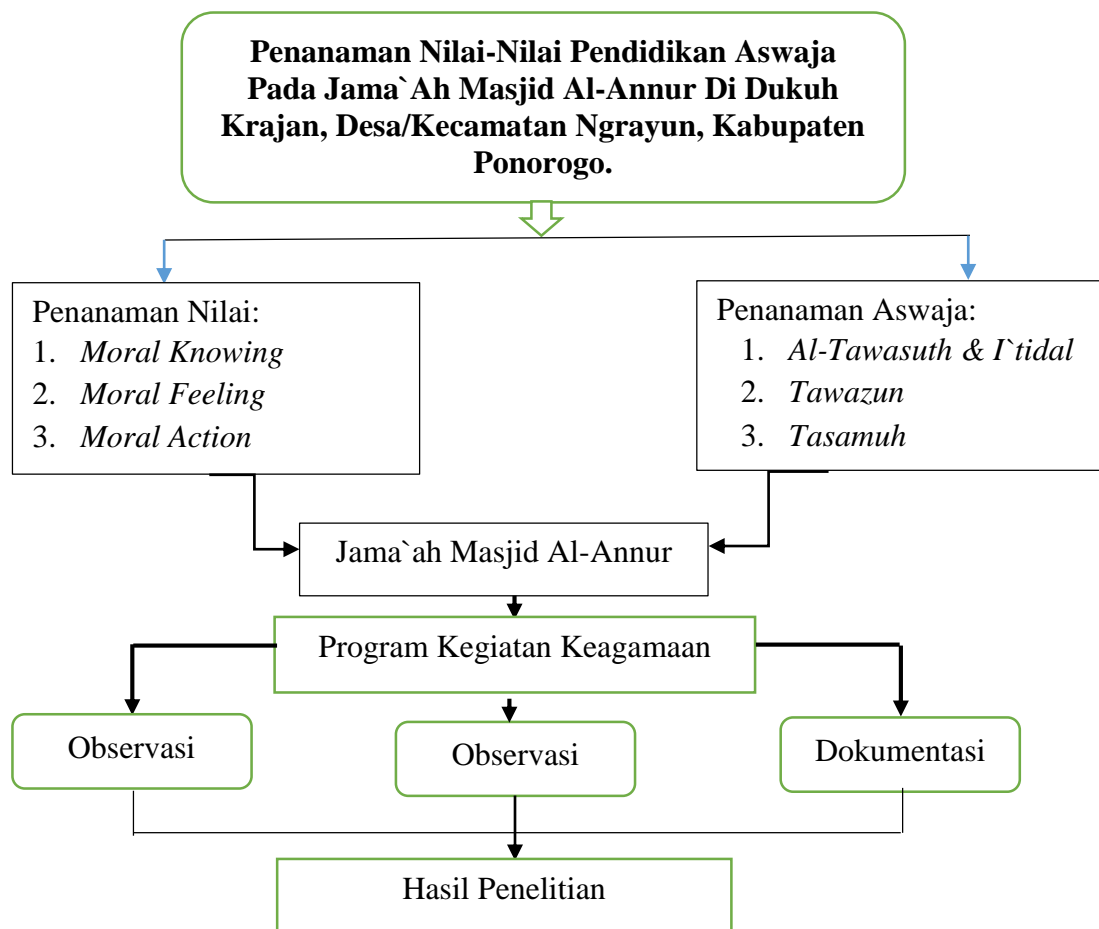 Penanaman Nilai-Nilai Pendidikan Aswaja
Pada Jama`Ah Masjid Al-Annur Di Dukuh
Krajan, Desa/Kecamatan Ngrayun, Kabupaten
Ponorogo.
Penanaman Nilai:
1. Moral Knowing
2. Moral Feeling
3. Moral Action
Penanaman Aswaja:
1. Al-Tawasuth & I`tidal
2. Tawazun
3. Tasamuh
Jama`ah Masjid Al-Annur
Program Kegiatan Keagamaan
Observasi
Observasi
Dokumentasi
Hasil Penelitian